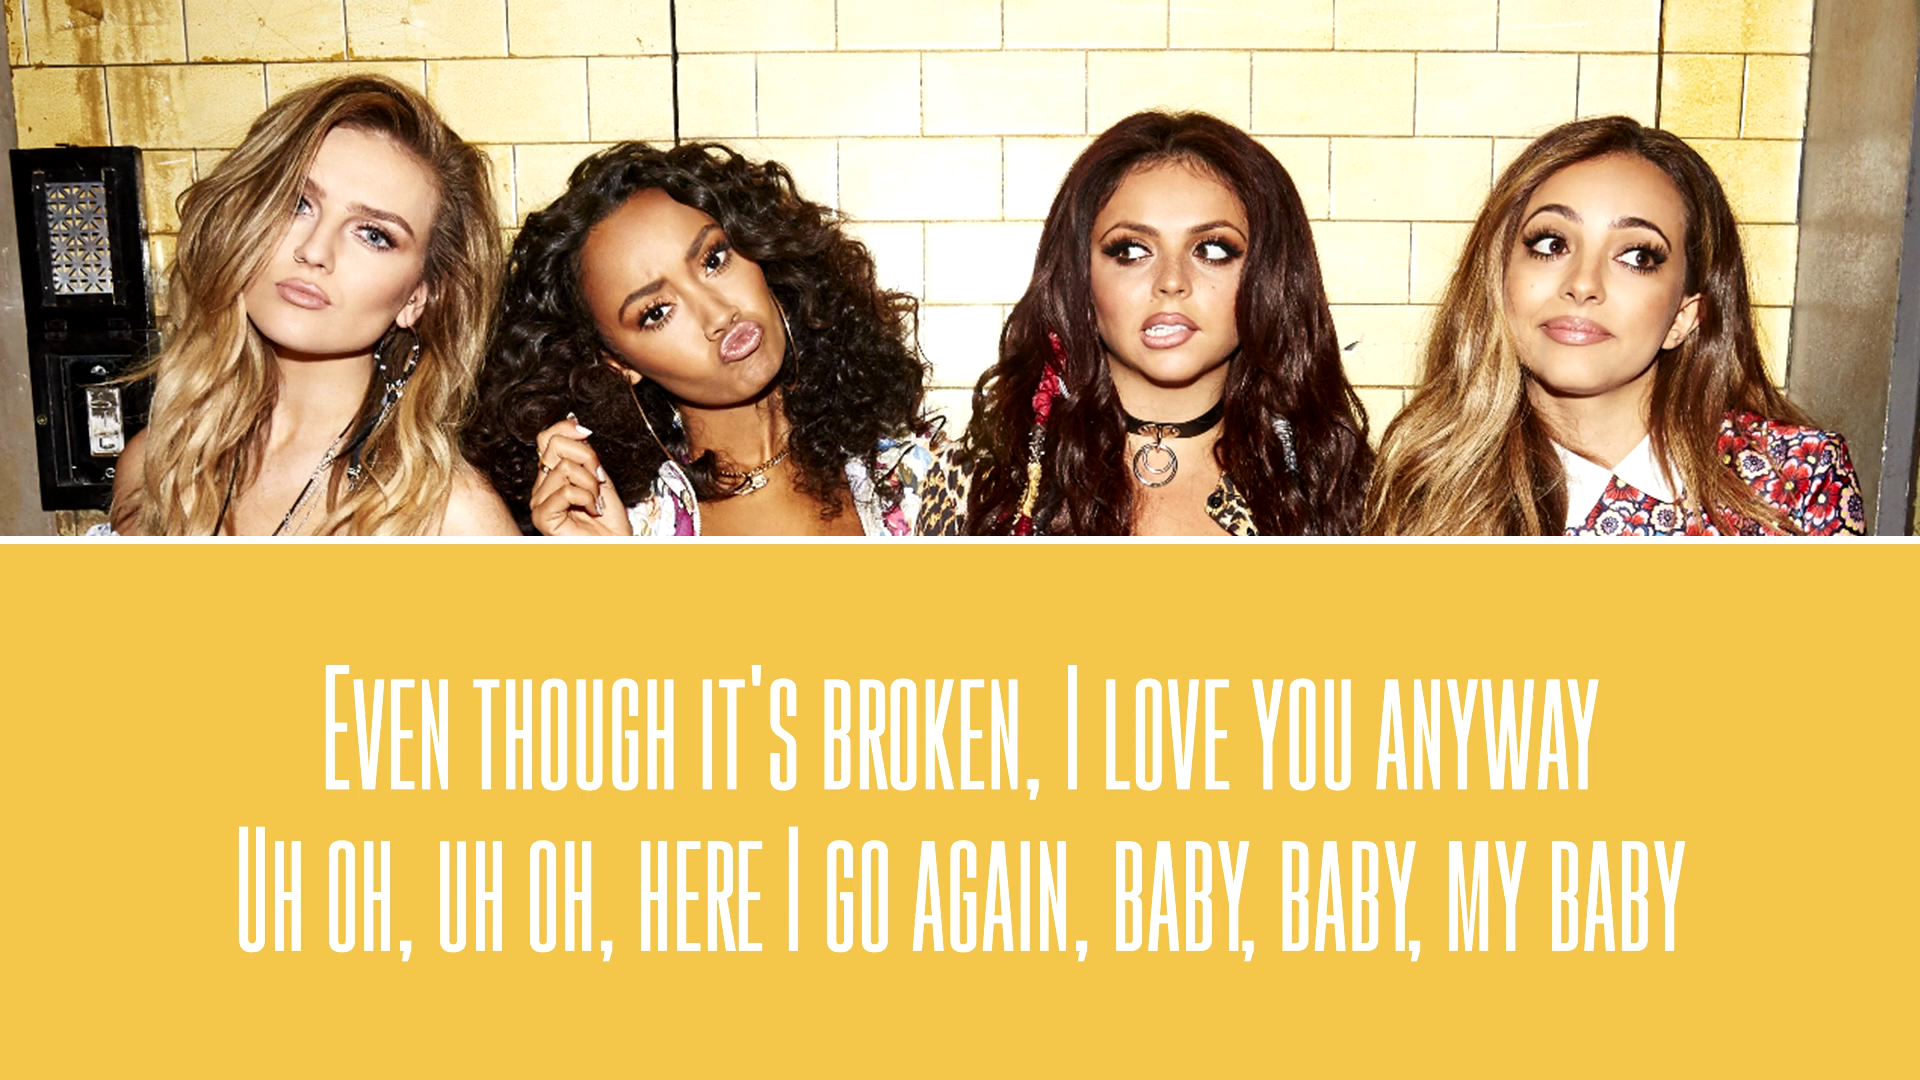 Even though it's broken, I love you anyway
Uh oh, uh oh, here I go again, baby, baby, my baby